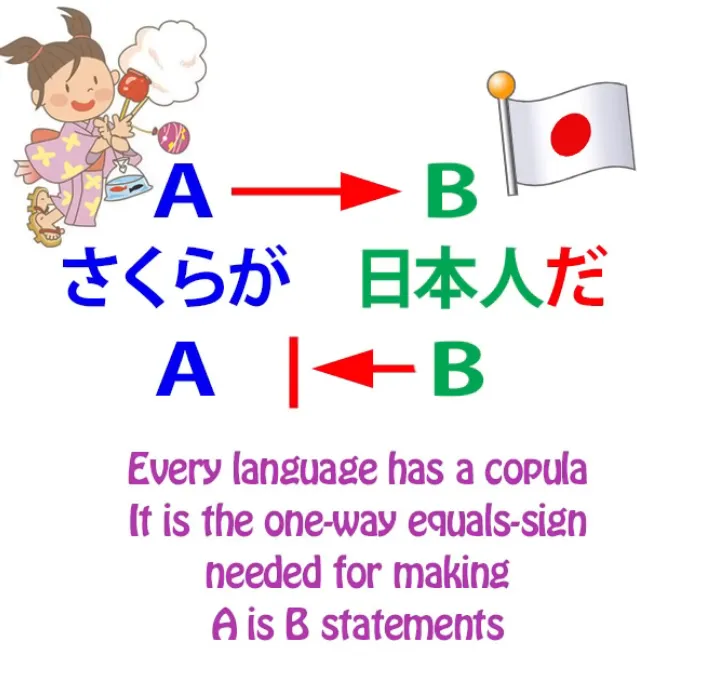 A B
さくらが 日本人だ
A B
Every language has a copula
It is the one-way equals-sign
needed for making
A is B statements